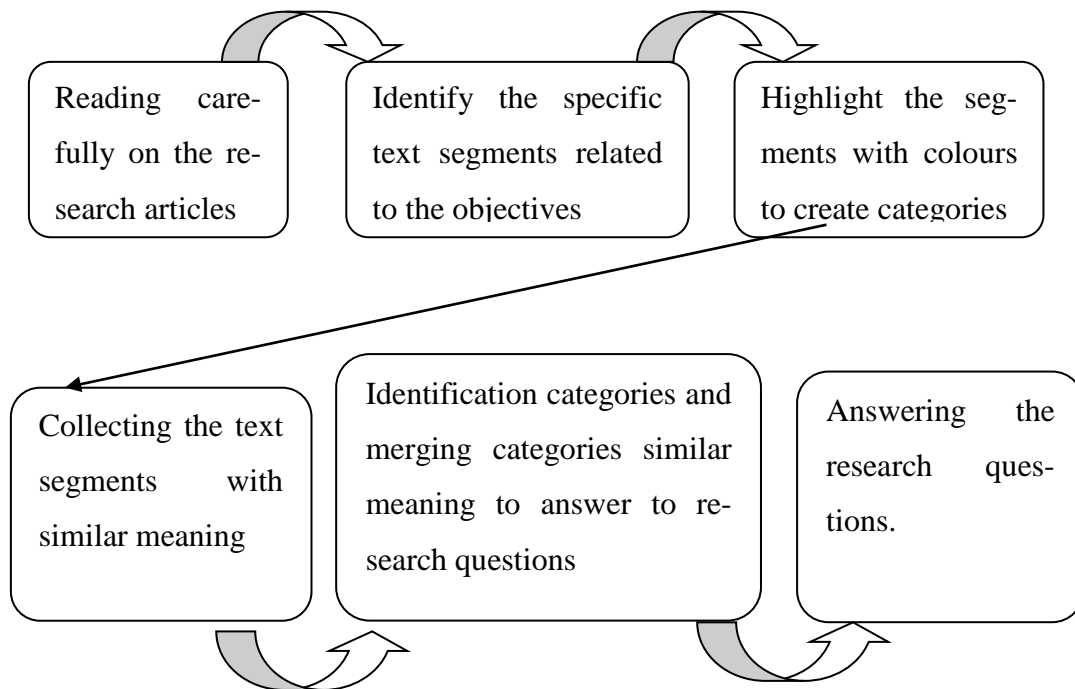 Reading care-
fully on the re-
search articles
Identify the specific
text segments related
to the objectives
Highlight the seg-
ments with colours
to create categories
Collecting the text
segments with
similar meaning
Identification categories and
merging categories similar
meaning to answer to re-
search questions
Answering the
research ques-
tions.